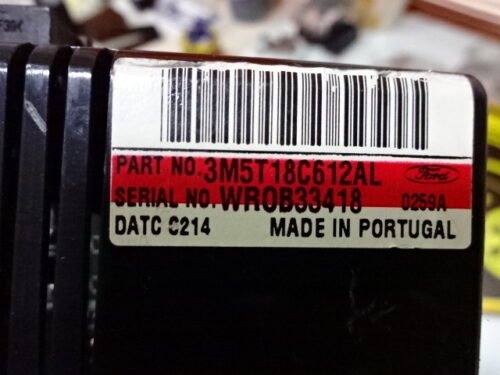 PART NO. 3M5T18C612AL Ford
SERIAL NO. WROB33418 0259A
DATC C214 MADE IN PORTUGAL